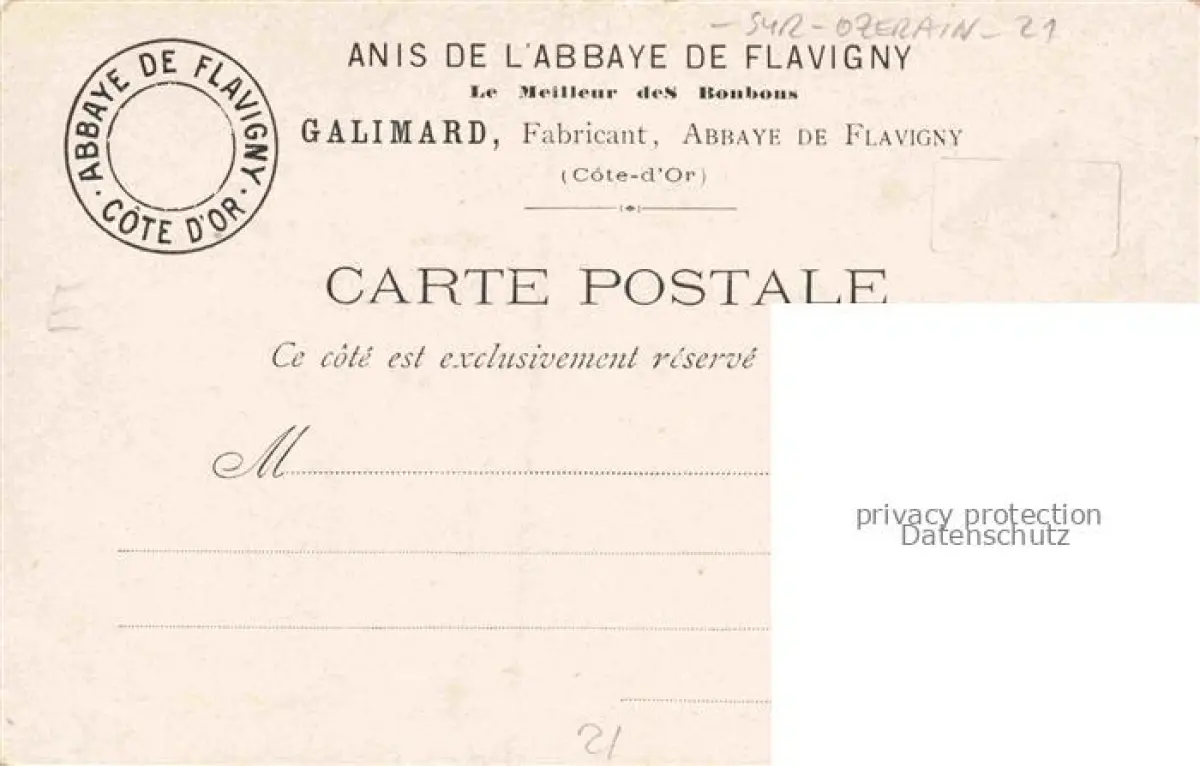 - SUR - OZERAIN - 21
ANIS DE L'ABBAYE DE FLAVIGNY
Le Meilleur deS Bonbons
GALIMARD, Fabricant, ABBAYE DE FLAVIGNY
(Côte-d'Or)
ABBAYE DE FLAVIGNY
· CÔTE D'OR ·
CARTE POSTALE
Ce côté est exclusivement réservé
M
privacy protection
Datenschutz
21